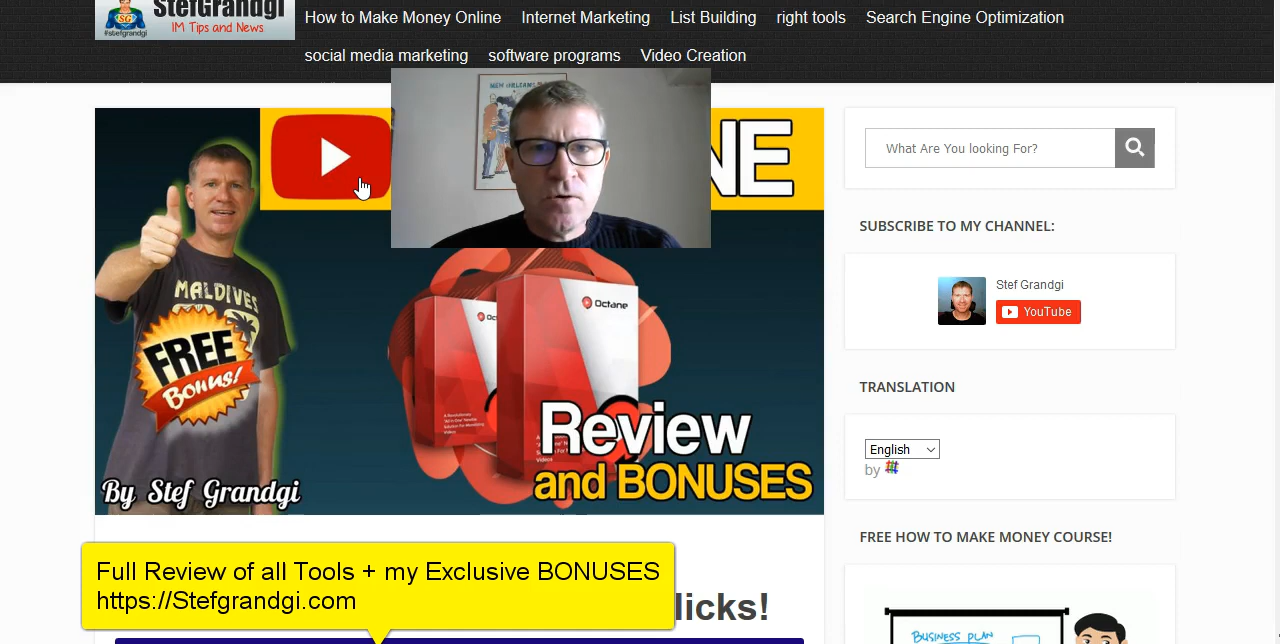 StefGrandgi
IM Tips and News
#stefgrandgi
How to Make Money Online Internet Marketing List Building right tools Search Engine Optimization
social media marketing software programs Video Creation
NEW ORLEANS
NE
What Are You looking For?
SUBSCRIBE TO MY CHANNEL:
Stef Grandgi
YouTube
MALDIVES
FREE
Bonus!
Octane
Review
and BONUSES
By Stef Grandgi
TRANSLATION
English
by
FREE HOW TO MAKE MONEY COURSE!
Full Review of all Tools + my Exclusive BONUSES
https://Stefgrandgi.com
licks!
BUSINESS PLAN